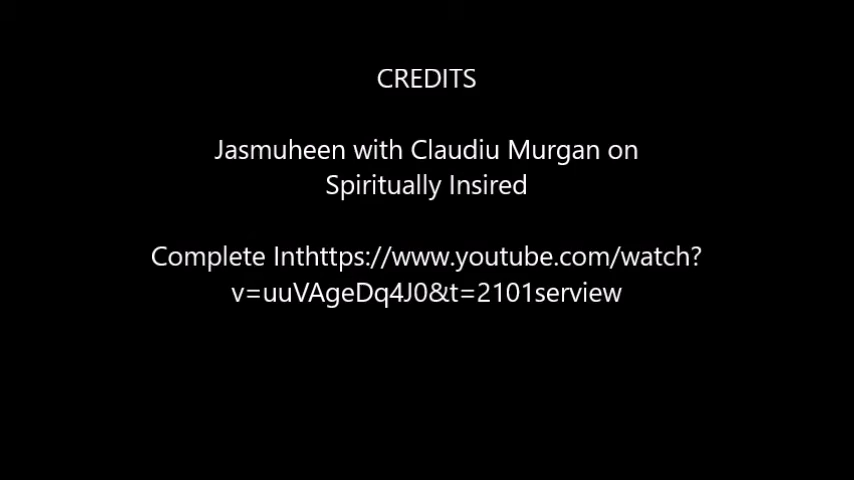 CREDITS
Jasmuheen with Claudiu Murgan on
Spiritually Insired
Complete Inthttps://www.youtube.com/watch?
v=uuVAgeDq4J0&t=2101serview